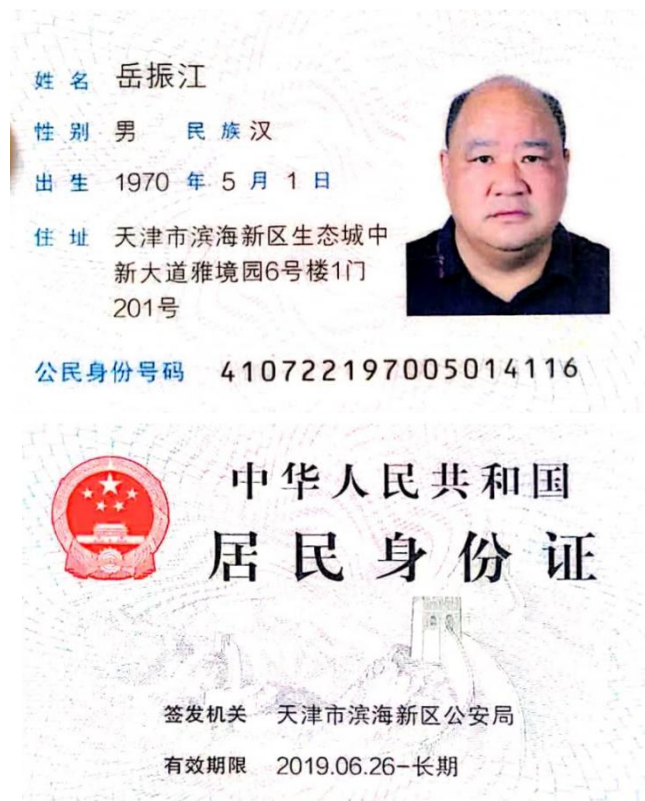 姓名 岳振江
性别 男 民族 汉
出生 1970 年 5 月 1 日
住址 天津市滨海新区生态城中
新大道雅境园6号楼1门
201号
公民身份号码 410722197005014116
中华人民共和国
居民身份证
签发机关 天津市滨海新区公安局
有效期限 2019.06.26-长期